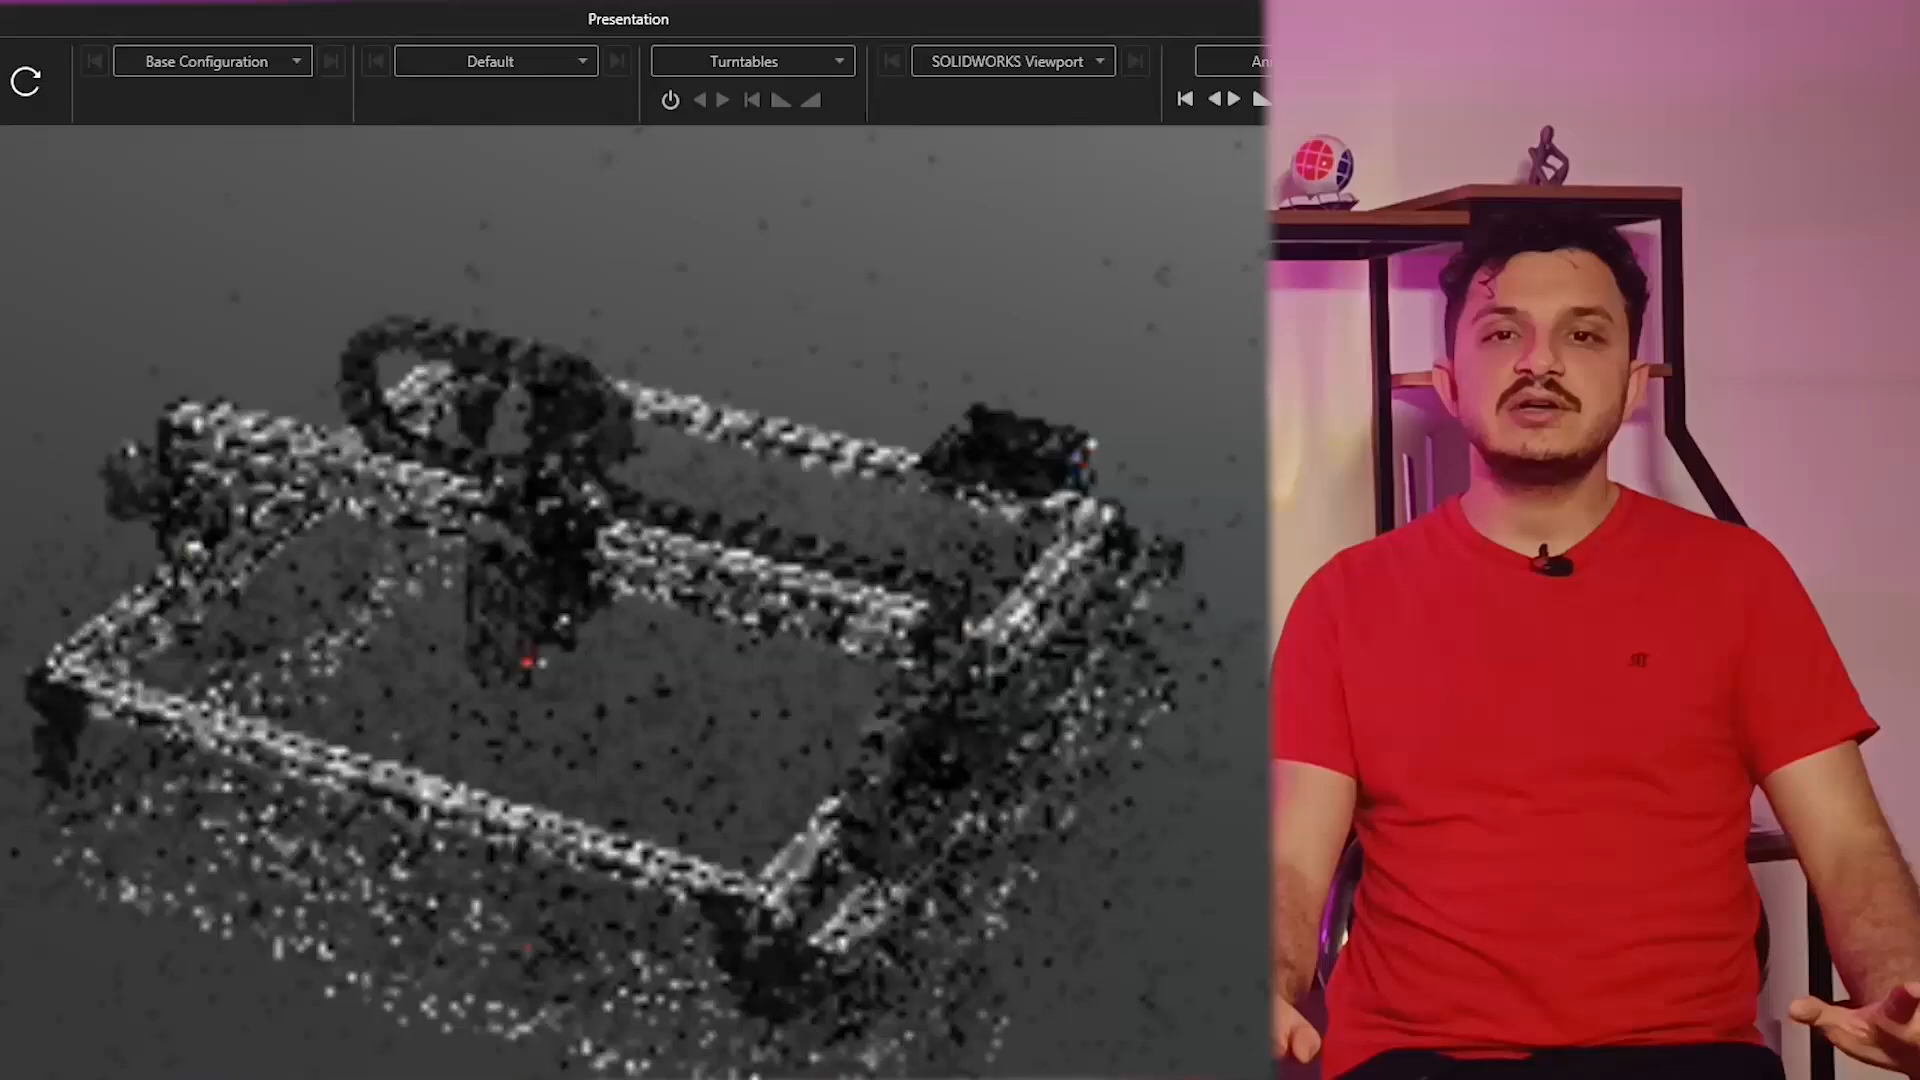 Presentation
Base Configuration
Default
Turntables
SOLIDWORKS Viewport